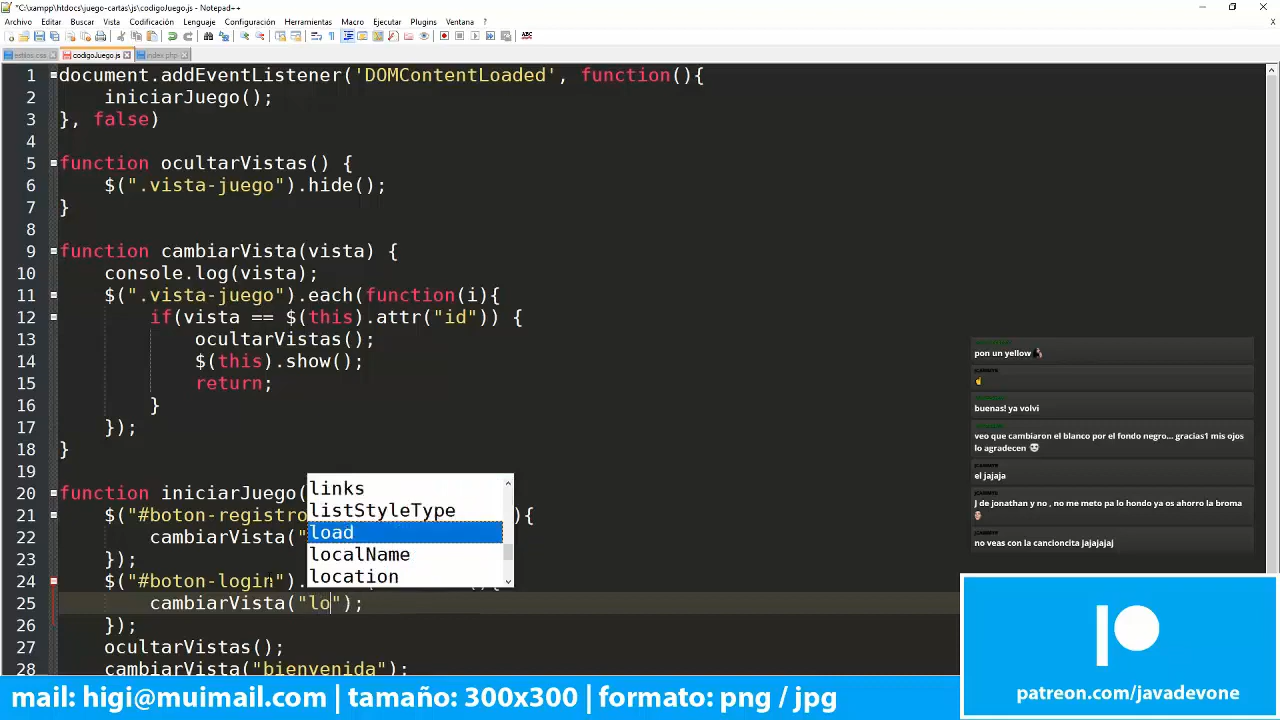 *C:\xampp\htdocs\juego-cartas\js\codigoJuego.js - Notepad++
Archivo Editar Buscar Vista Codificación Lenguaje Configuración Herramientas Macro Ejecutar Plugins Ventana ?
estilos.css codigoJuego.js index.php
1 document.addEventListener('DOMContentLoaded', function(){
2 iniciarJuego();
3 }, false)
4
5 function ocultarVistas() {
6 $(".vista-juego").hide();
7 }
8
9 function cambiarVista(vista) {
10 console.log(vista);
11 $(".vista-juego").each(function(i){
12 if(vista == $(this).attr("id")) {
13 ocultarVistas();
14 $(this).show();
15 return;
16 }
17 });
18 }
19
20 function iniciarJuego(
21 $("#boton-registro ){
22 cambiarVista("
23 });
24 $("#boton-login").
25 cambiarVista("lo");
26 });
27 ocultarVistas();
28 cambiarVista("bienvenida");
links
listStyleType
load
localName
location
pon un yellow
buenas! ya volvi
veo que cambiaron el blanco por el fondo negro... gracias1 mis ojos
lo agradecen
el jajaja
J de jonathan y no , no me meto pa lo hondo ya os ahorro la broma
no veas con la cancioncita jajajajaj
mail: higi@muimail.com | tamaño: 300x300 | formato: png / jpg
patreon.com/javadevone